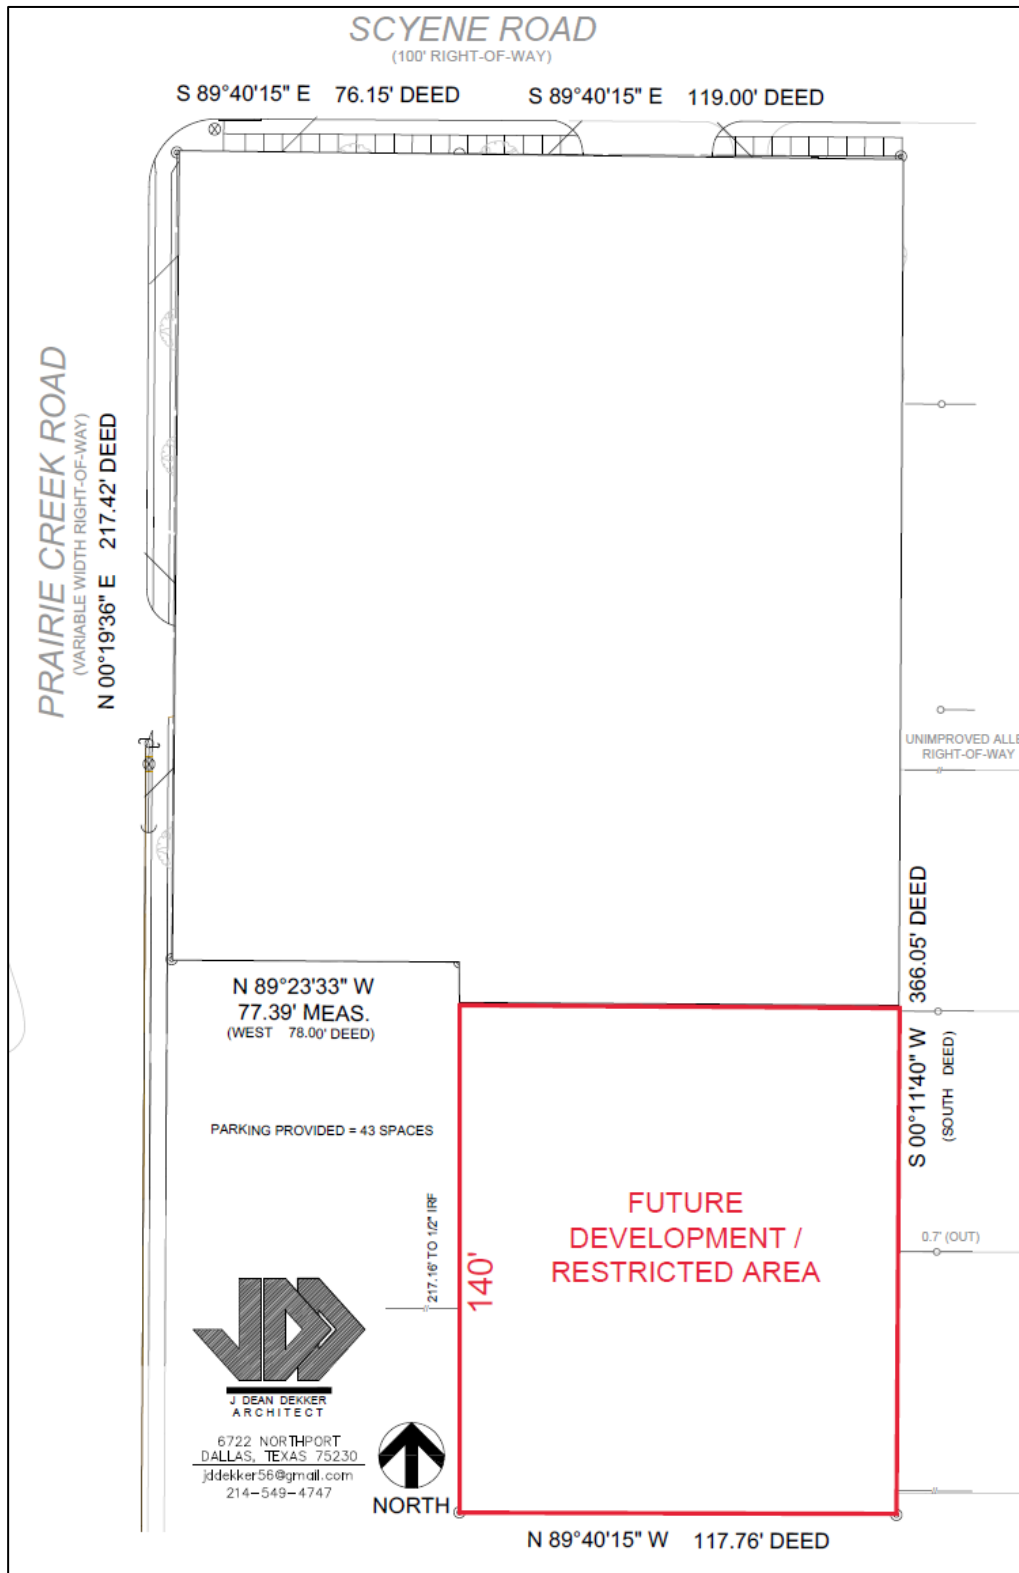 SCYENE ROAD
(100' RIGHT-OF-WAY)
S 89°40'15" E 76.15' DEED
S 89°40'15" E 119.00' DEED
PRAIRIE CREEK ROAD
(VARIABLE WIDTH RIGHT-OF-WAY)
N 00°19'36" E 217.42' DEED
UNIMPROVED ALLE
RIGHT-OF-WAY
S 00°11'40" W 366.05' DEED
(SOUTH DEED)
N 89°23'33" W
77.39' MEAS.
(WEST 78.00' DEED)
PARKING PROVIDED = 43 SPACES
217.16' TO 1/2" IRF
140'
FUTURE
DEVELOPMENT /
RESTRICTED AREA
0.7' (OUT)
J DEAN DEKKER
ARCHITECT
6722 NORTHPORT
DALLAS, TEXAS 75230
jddekker56@gmail.com
214-549-4747
NORTH
N 89°40'15" W 117.76' DEED